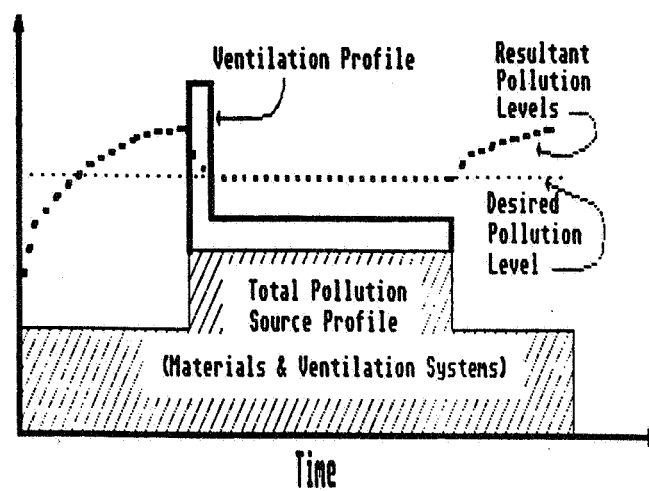 Ventilation Profile
Resultant
Pollution
Levels
Desired
Pollution
Level
Total Pollution
Source Profile
(Materials & Ventilation Systems)
Time